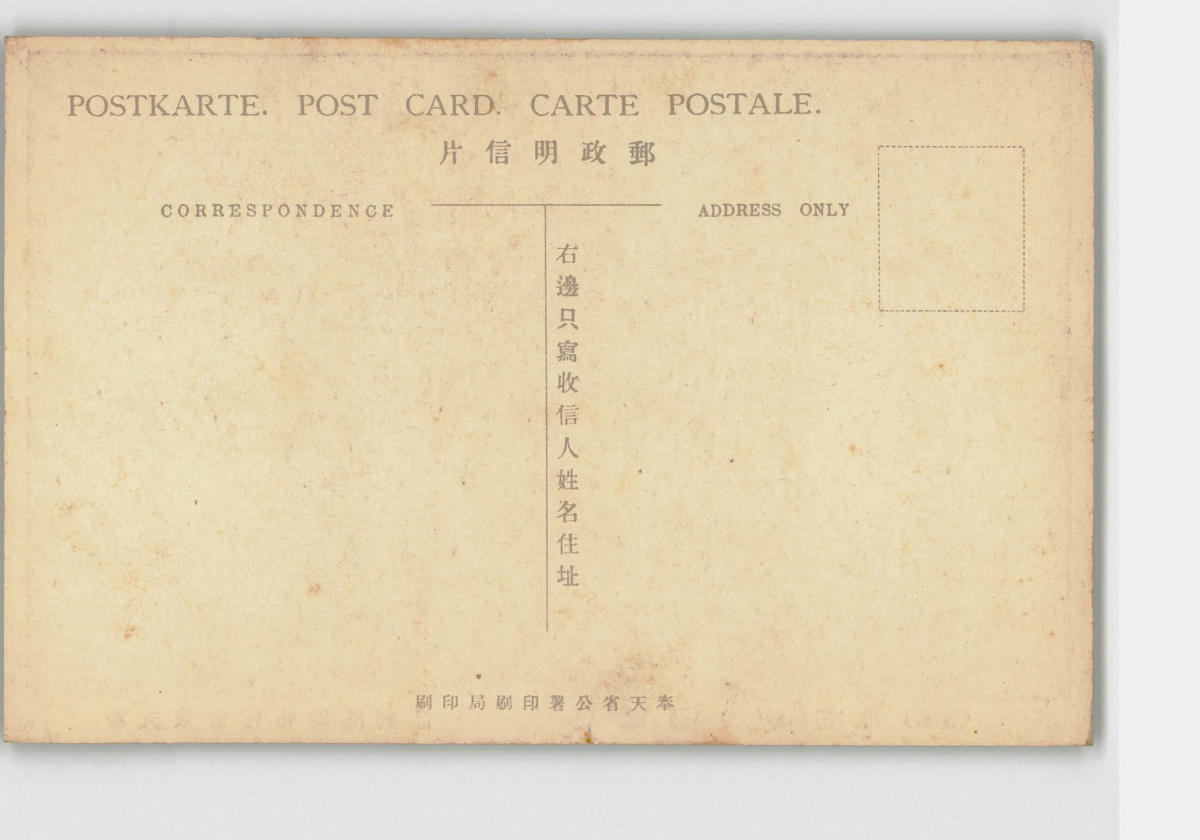 POSTKARTE. POST CARD. CARTE POSTALE.
郵政明信片
CORRESPONDENCE
ADDRESS ONLY
右邊只寫收信人姓名住址
奉天省公署印刷局印刷